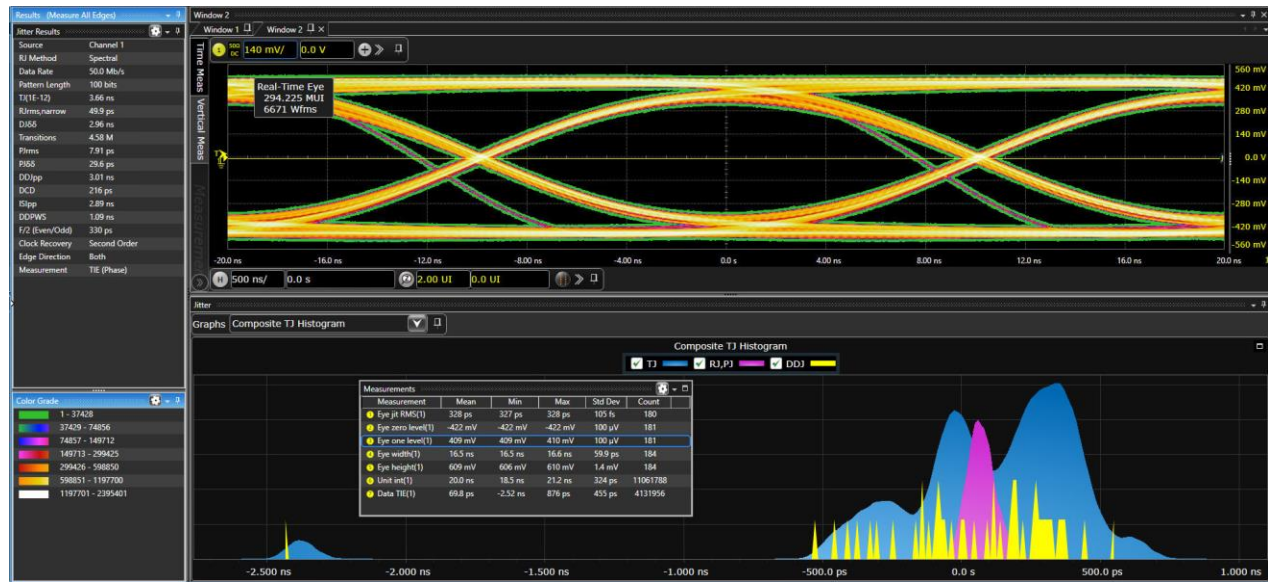 Results (Measure All Edges)
Jitter Results
Source Channel 1
RJ Method Spectral
Data Rate 50.0 Mb/s
Pattern Length 100 bits
TJ(1E-12) 3.66 ns
RJrms,narrow 49.9 ps
DJδδ 2.96 ns
Transitions 4.58 M
PJrms 7.91 ps
PJδδ 29.6 ps
DDJpp 3.01 ns
DCD 216 ps
ISIpp 2.89 ns
DDPWS 1.09 ns
F/2 (Even/Odd) 330 ps
Clock Recovery Second Order
Edge Direction Both
Measurement TIE (Phase)
Color Grade
1 - 37428
37429 - 74856
74857 - 149712
149713 - 299425
299426 - 598850
598851 - 1197700
1197701 - 2395401
Window 2
Window 1 Window 2
Time Meas
Vertical Meas
Measurements
1 50Ω DC 140 mV/ 0.0 V
Real-Time Eye
294.225 MUI
6671 Wfms
560 mV
420 mV
280 mV
140 mV
0.0 V
-140 mV
-280 mV
-420 mV
-560 mV
-20.0 ns -16.0 ns -12.0 ns -8.00 ns -4.00 ns 0.0 s 4.00 ns 8.00 ns 12.0 ns 16.0 ns 20.0 ns
H 500 ns/ 0.0 s 2.00 UI 0.0 UI
Jitter
Graphs Composite TJ Histogram
Composite TJ Histogram
TJ RJ,PJ DDJ
Measurements
Measurement Mean Min Max Std Dev Count
1 Eye jit RMS(1) 328 ps 327 ps 328 ps 105 fs 180
2 Eye zero level(1) -422 mV -422 mV -422 mV 100 µV 181
3 Eye one level(1) 409 mV 409 mV 410 mV 100 µV 181
4 Eye width(1) 16.5 ns 16.5 ns 16.6 ns 59.9 ps 184
5 Eye height(1) 609 mV 606 mV 610 mV 1.4 mV 184
6 Unit int(1) 20.0 ns 18.5 ns 21.2 ns 324 ps 11061788
7 Data TIE(1) 69.8 ps -2.52 ns 876 ps 455 ps 4131956
-2.500 ns -2.000 ns -1.500 ns -1.000 ns -500.0 ps 0.0 s 500.0 ps 1.000 ns